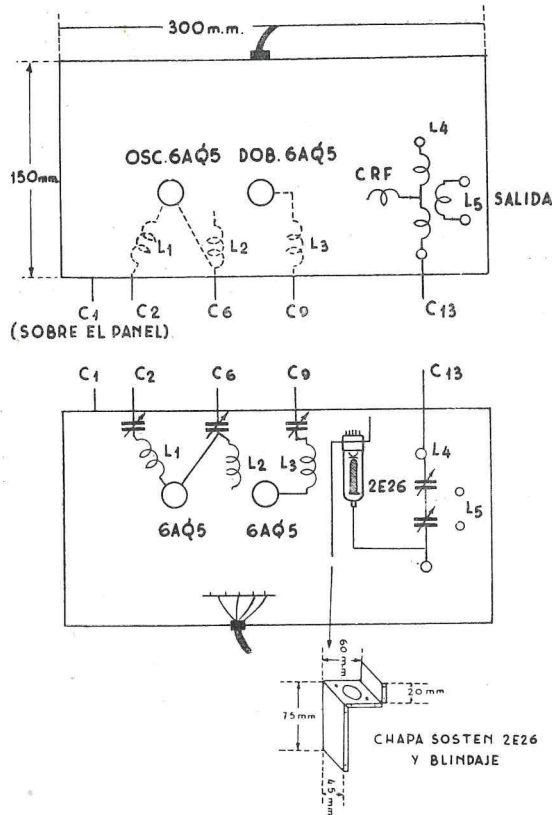 300m.m.
150mm.
OSC.6AQ5 DOB.6AQ5
L4
CRF
L5 SALIDA
L1 L2 L3
C1 C2 C6 C9 C13
(SOBRE EL PANEL)
C1 C2 C6 C9 C13
L1 L2 L3 L4
2E26
L5
6AQ5 6AQ5
60mm
75mm
20mm
45mm
CHAPA SOSTEN 2E26
Y BLINDAJE